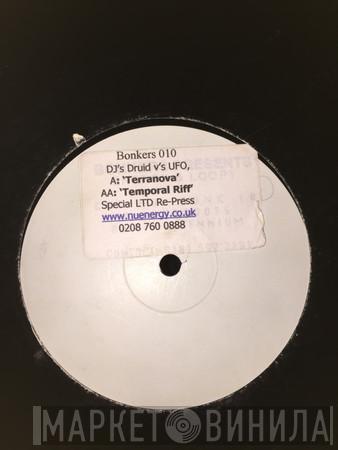 Bonkers 010
DJ's Druid v's UFO,
A: 'Terranova'
AA: 'Temporal Riff'
Special LTD Re-Press
www.nuenergy.co.uk
0208 760 0888
МАРКЕТ ВИНИЛА